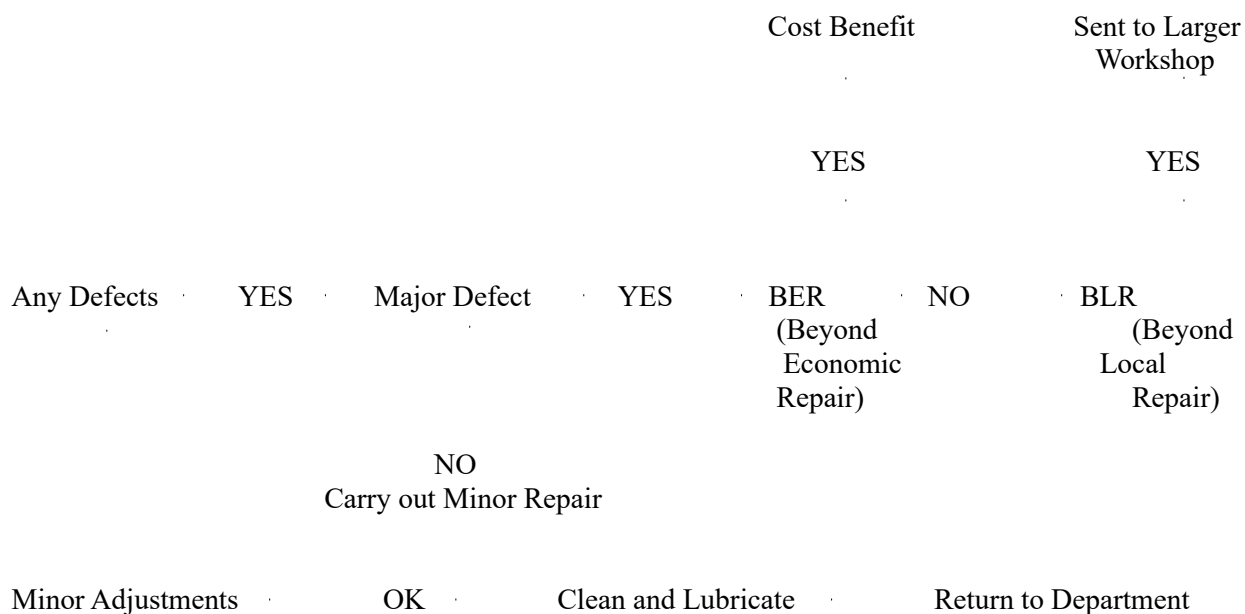 Cost Benefit Sent to Larger
Workshop
YES YES
Any Defects YES Major Defect YES BER NO BLR
(Beyond (Beyond
Economic Local
Repair) Repair)
NO
Carry out Minor Repair
Minor Adjustments OK Clean and Lubricate Return to Department